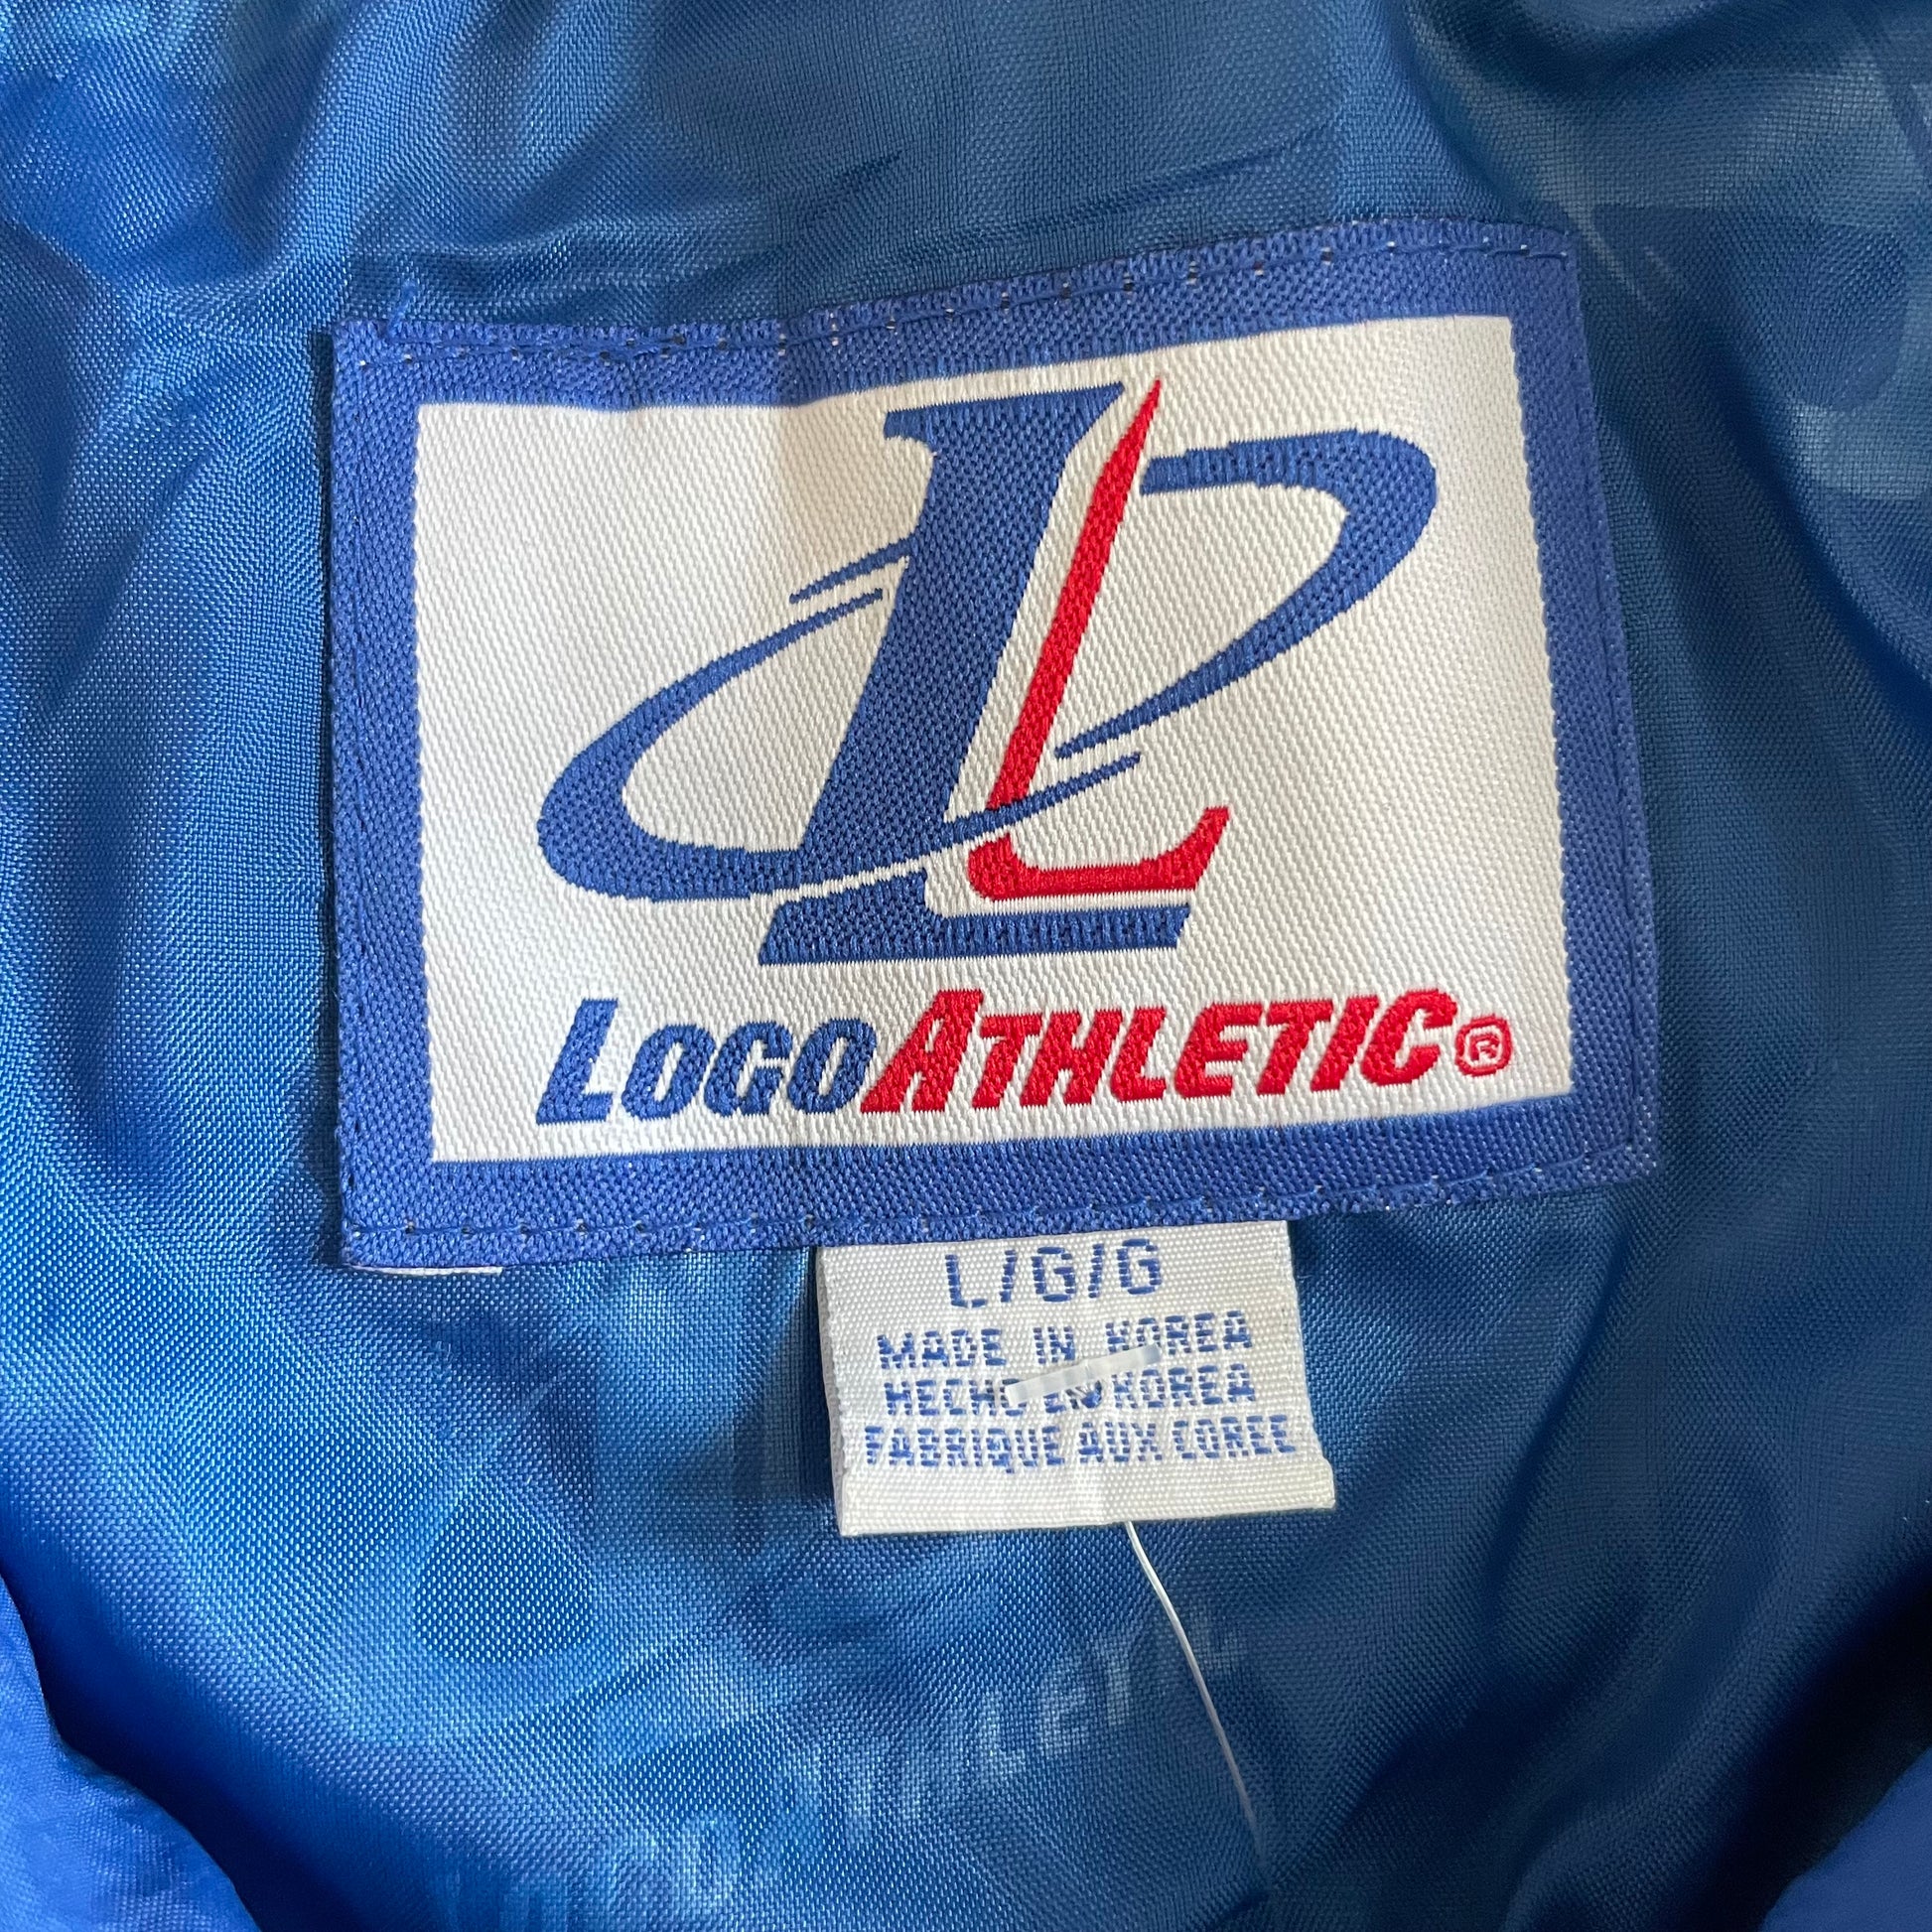 LOGOATHLETIC®
L/G/G
MADE IN KOREA
HECHO EN KOREA
FABRIQUE AUX COREE